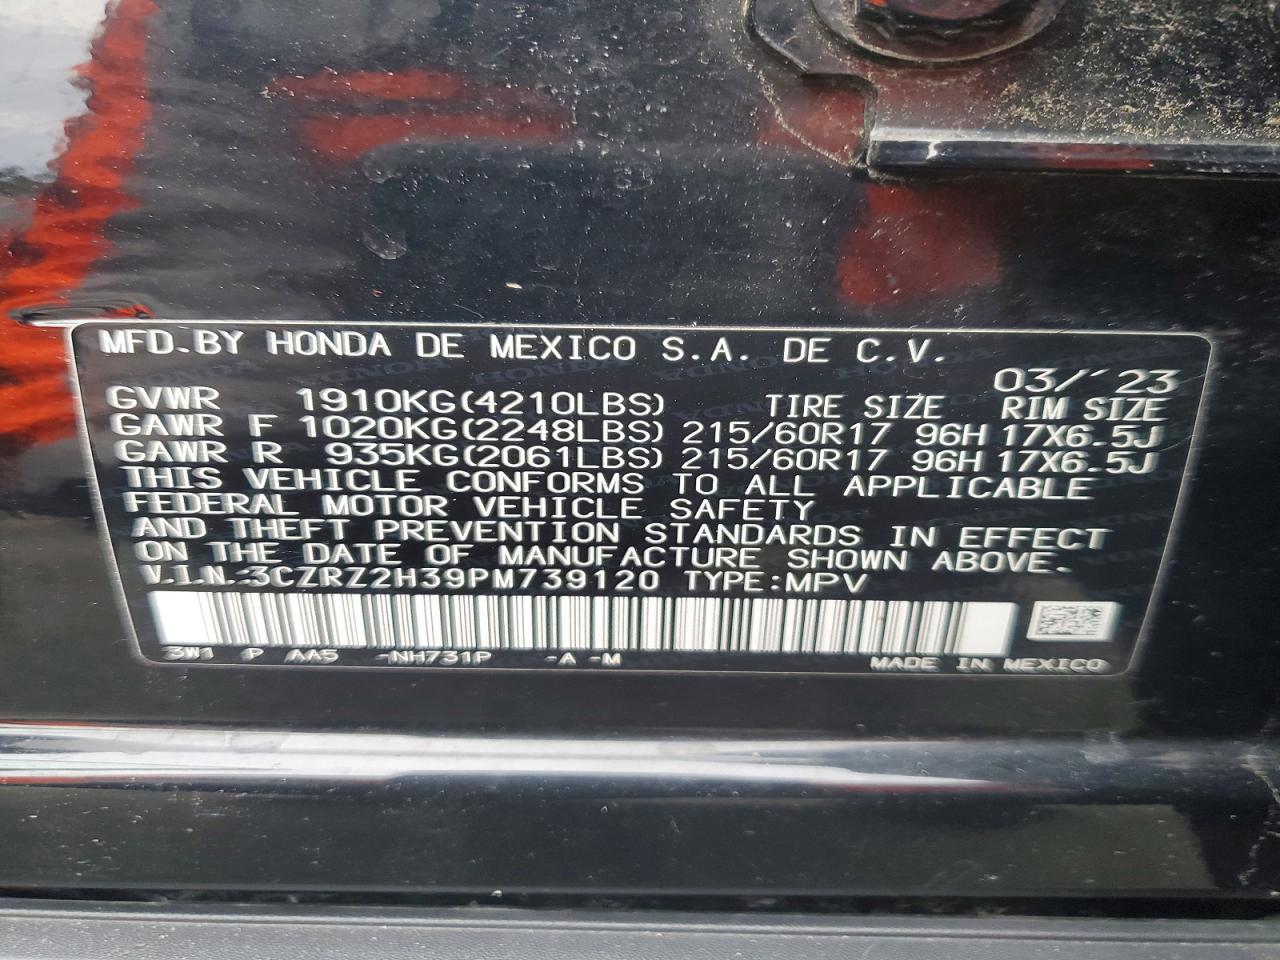 MFD.BY HONDA DE MEXICO S.A. DE C.V.
03/'23
GVWR 1910KG(4210LBS) TIRE SIZE RIM SIZE
GAWR F 1020KG(2248LBS) 215/60R17 96H 17X6.5J
GAWR R 935KG(2061LBS) 215/60R17 96H 17X6.5J
THIS VEHICLE CONFORMS TO ALL APPLICABLE
FEDERAL MOTOR VEHICLE SAFETY
AND THEFT PREVENTION STANDARDS IN EFFECT
ON THE DATE OF MANUFACTURE SHOWN ABOVE.
V.I.N.:3CZRZ2H39PM739120 TYPE:MPV
3W1 P AA5 -NH731P -A -M MADE IN MEXICO